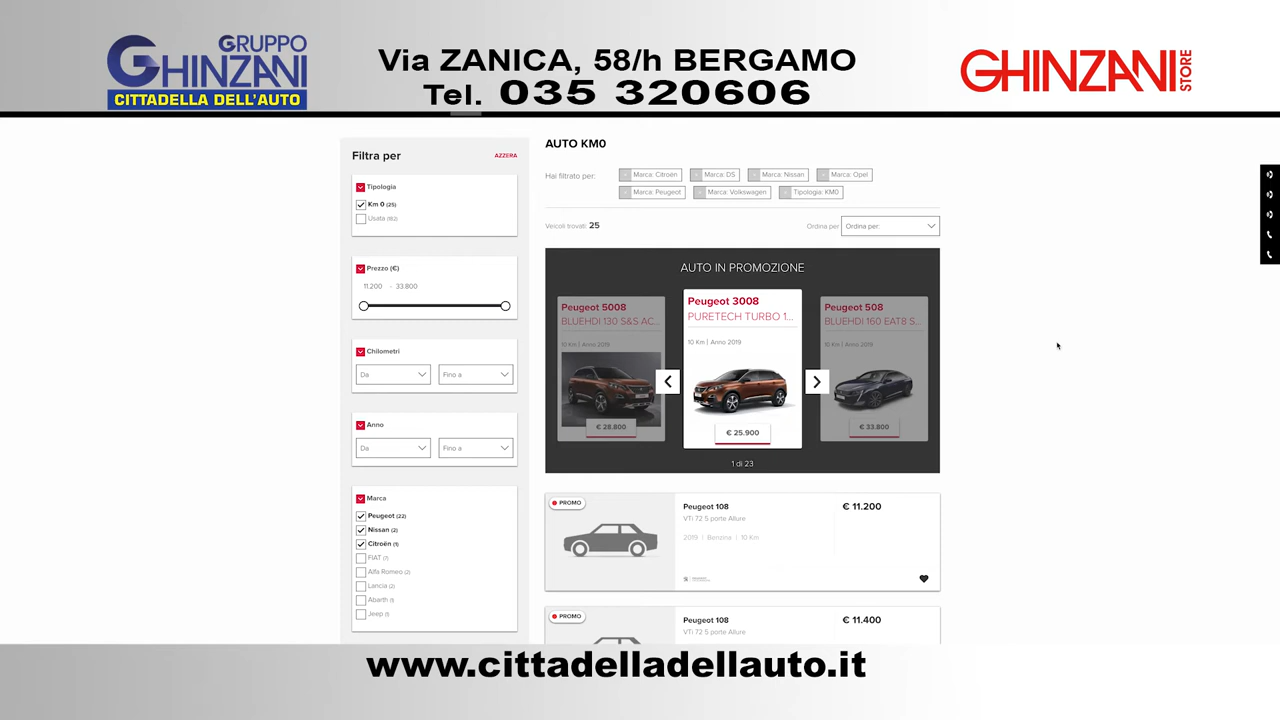 GRUPPO
GHINZANI
CITTADELLA DELL'AUTO
Via ZANICA, 58/h BERGAMO
Tel. 035 320606
GHINZANI STORE
Filtra per AZZERA
Tipologia
Km 0 (25)
Usata (162)
Prezzo (€)
11.200 - 33.800
Chilometri
Da Fino a
Anno
Da Fino a
Marca
Peugeot (22)
Nissan (2)
Citroën (1)
FIAT (7)
Alfa Romeo (2)
Lancia (2)
Abarth (1)
Jeep (1)
AUTO KM0
Hai filtrato per: Marca: Citroën Marca: DS Marca: Nissan Marca: Opel
Marca: Peugeot Marca: Volkswagen Tipologia: KM0
Veicoli trovati: 25 Ordina per Ordina per:
AUTO IN PROMOZIONE
Peugeot 5008
BLUEHDI 130 S&S AC...
10 Km | Anno 2019
€ 28.800
Peugeot 3008
PURETECH TURBO 1...
10 Km | Anno 2019
€ 25.900
Peugeot 508
BLUEHDI 160 EAT8 S...
10 Km | Anno 2019
€ 33.800
1 di 23
PROMO
Peugeot 108 € 11.200
VTi 72 5 porte Allure
2019 | Benzina | 10 Km
PROMO
Peugeot 108 € 11.400
VTi 72 5 porte Allure
www.cittadelladellauto.it